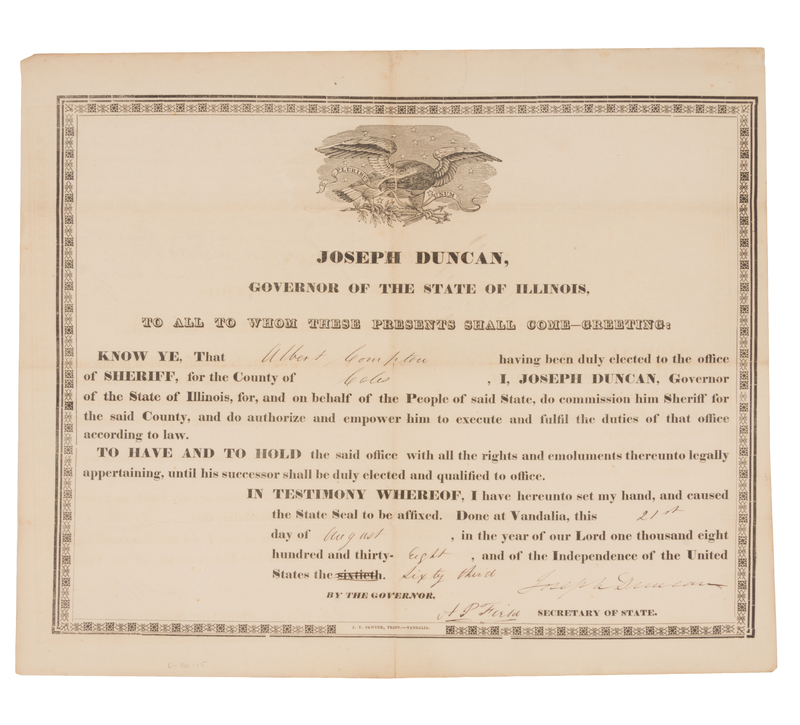 E PLURIBUS UNUM
JOSEPH DUNCAN,
GOVERNOR OF THE STATE OF ILLINOIS,
TO ALL TO WHOM THESE PRESENTS SHALL COME—GREETING:
KNOW YE, That Albert Compton having been duly elected to the office
of SHERIFF, for the County of Coles , I, JOSEPH DUNCAN, Governor
of the State of Illinois, for, and on behalf of the People of said State, do commission him Sheriff for
the said County, and do authorize and empower him to execute and fulfil the duties of that office
according to law.
TO HAVE AND TO HOLD the said office with all the rights and emoluments thereunto legally
appertaining, until his successor shall be duly elected and qualified to office.
IN TESTIMONY WHEREOF, I have hereunto set my hand, and caused
the State Seal to be affixed. Done at Vandalia, this 21st
day of August , in the year of our Lord one thousand eight
hundred and thirty- Eight , and of the Independence of the United
States the sixtieth. Sixty third
Joseph Duncan
BY THE GOVERNOR,
A. P. Field SECRETARY OF STATE.
SAWYER, PRINT.—VANDALIA.